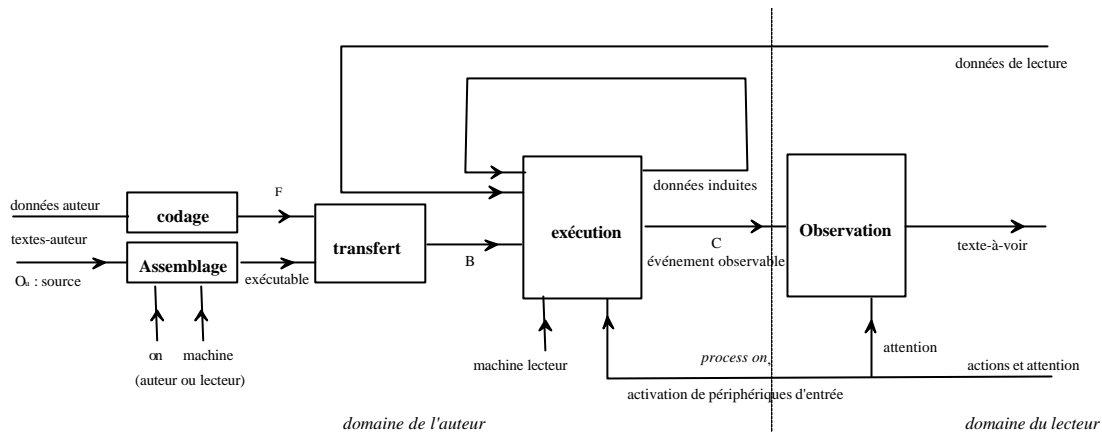 données de lecture
données induites
F
données auteur
codage
textes-auteur
transfert
exécution
Observation
B
C
événement observable
texte-à-voir
Assemblage
exécutable
Oᵤ : source
on machine
(auteur ou lecteur)
machine lecteur
process on,
attention
actions et attention
activation de périphériques d'entrée
domaine de l'auteur
domaine du lecteur